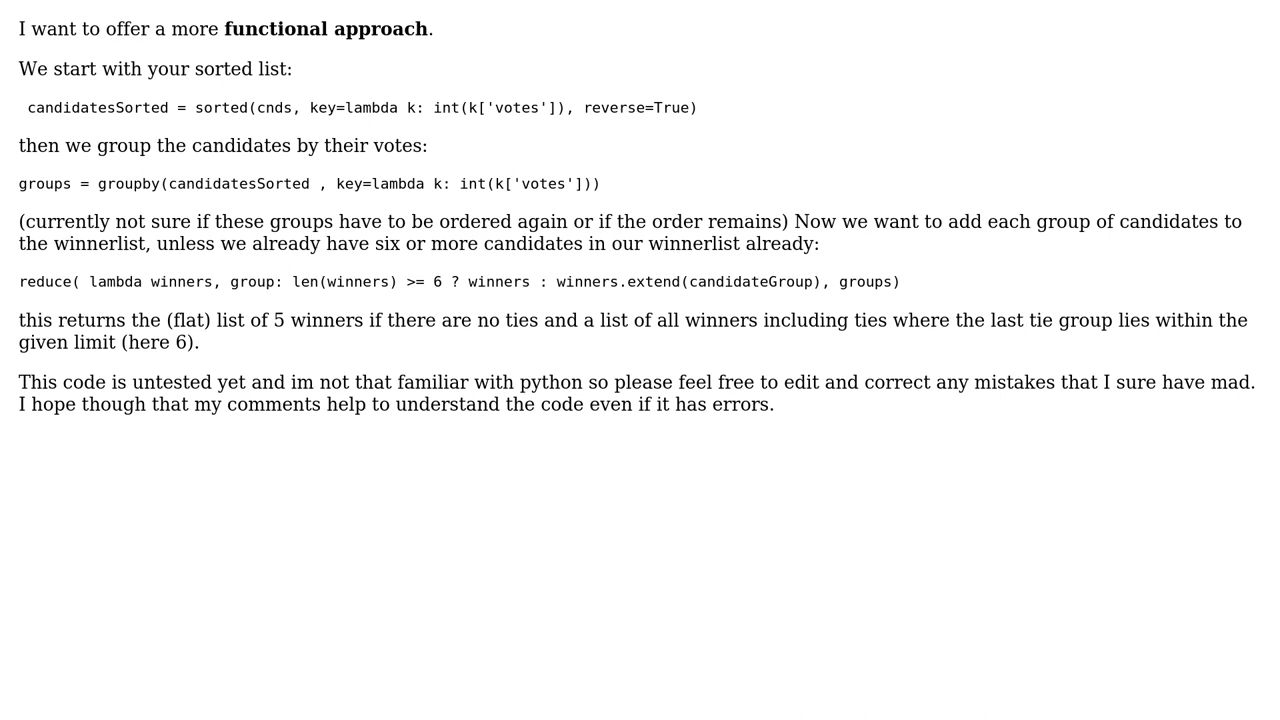 I want to offer a more functional approach.
We start with your sorted list:
candidatesSorted = sorted(cnds, key=lambda k: int(k['votes']), reverse=True)
then we group the candidates by their votes:
groups = groupby(candidatesSorted , key=lambda k: int(k['votes']))
(currently not sure if these groups have to be ordered again or if the order remains) Now we want to add each group of candidates to
the winnerlist, unless we already have six or more candidates in our winnerlist already:
reduce( lambda winners, group: len(winners) >= 6 ? winners : winners.extend(candidateGroup), groups)
this returns the (flat) list of 5 winners if there are no ties and a list of all winners including ties where the last tie group lies within the
given limit (here 6).
This code is untested yet and im not that familiar with python so please feel free to edit and correct any mistakes that I sure have mad.
I hope though that my comments help to understand the code even if it has errors.